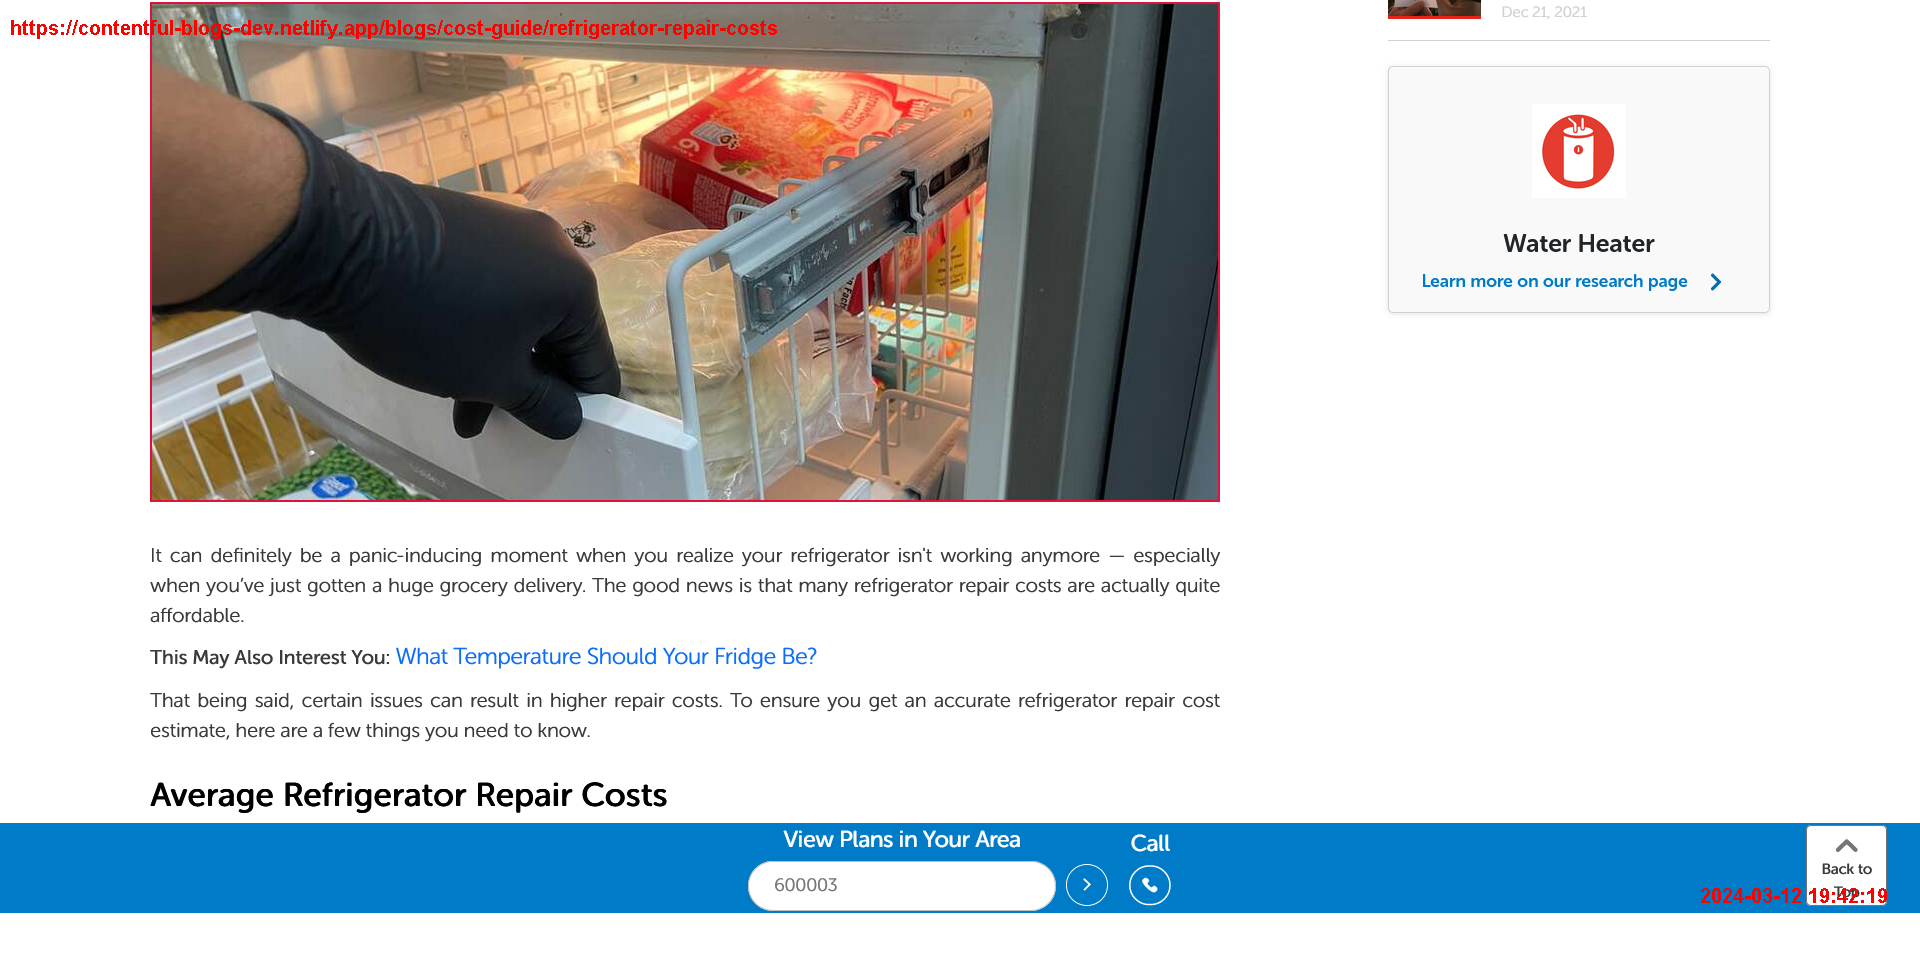 https://contentful-blogs-dev.netlify.app/blogs/cost-guide/refrigerator-repair-costs
Dec 21, 2021
Water Heater
Learn more on our research page
It can definitely be a panic-inducing moment when you realize your refrigerator isn't working anymore — especially
when you've just gotten a huge grocery delivery. The good news is that many refrigerator repair costs are actually quite
affordable.
This May Also Interest You: What Temperature Should Your Fridge Be?
That being said, certain issues can result in higher repair costs. To ensure you get an accurate refrigerator repair cost
estimate, here are a few things you need to know.
Average Refrigerator Repair Costs
View Plans in Your Area
600003
Call
Back to
Top
2024-03-12 19:42:19